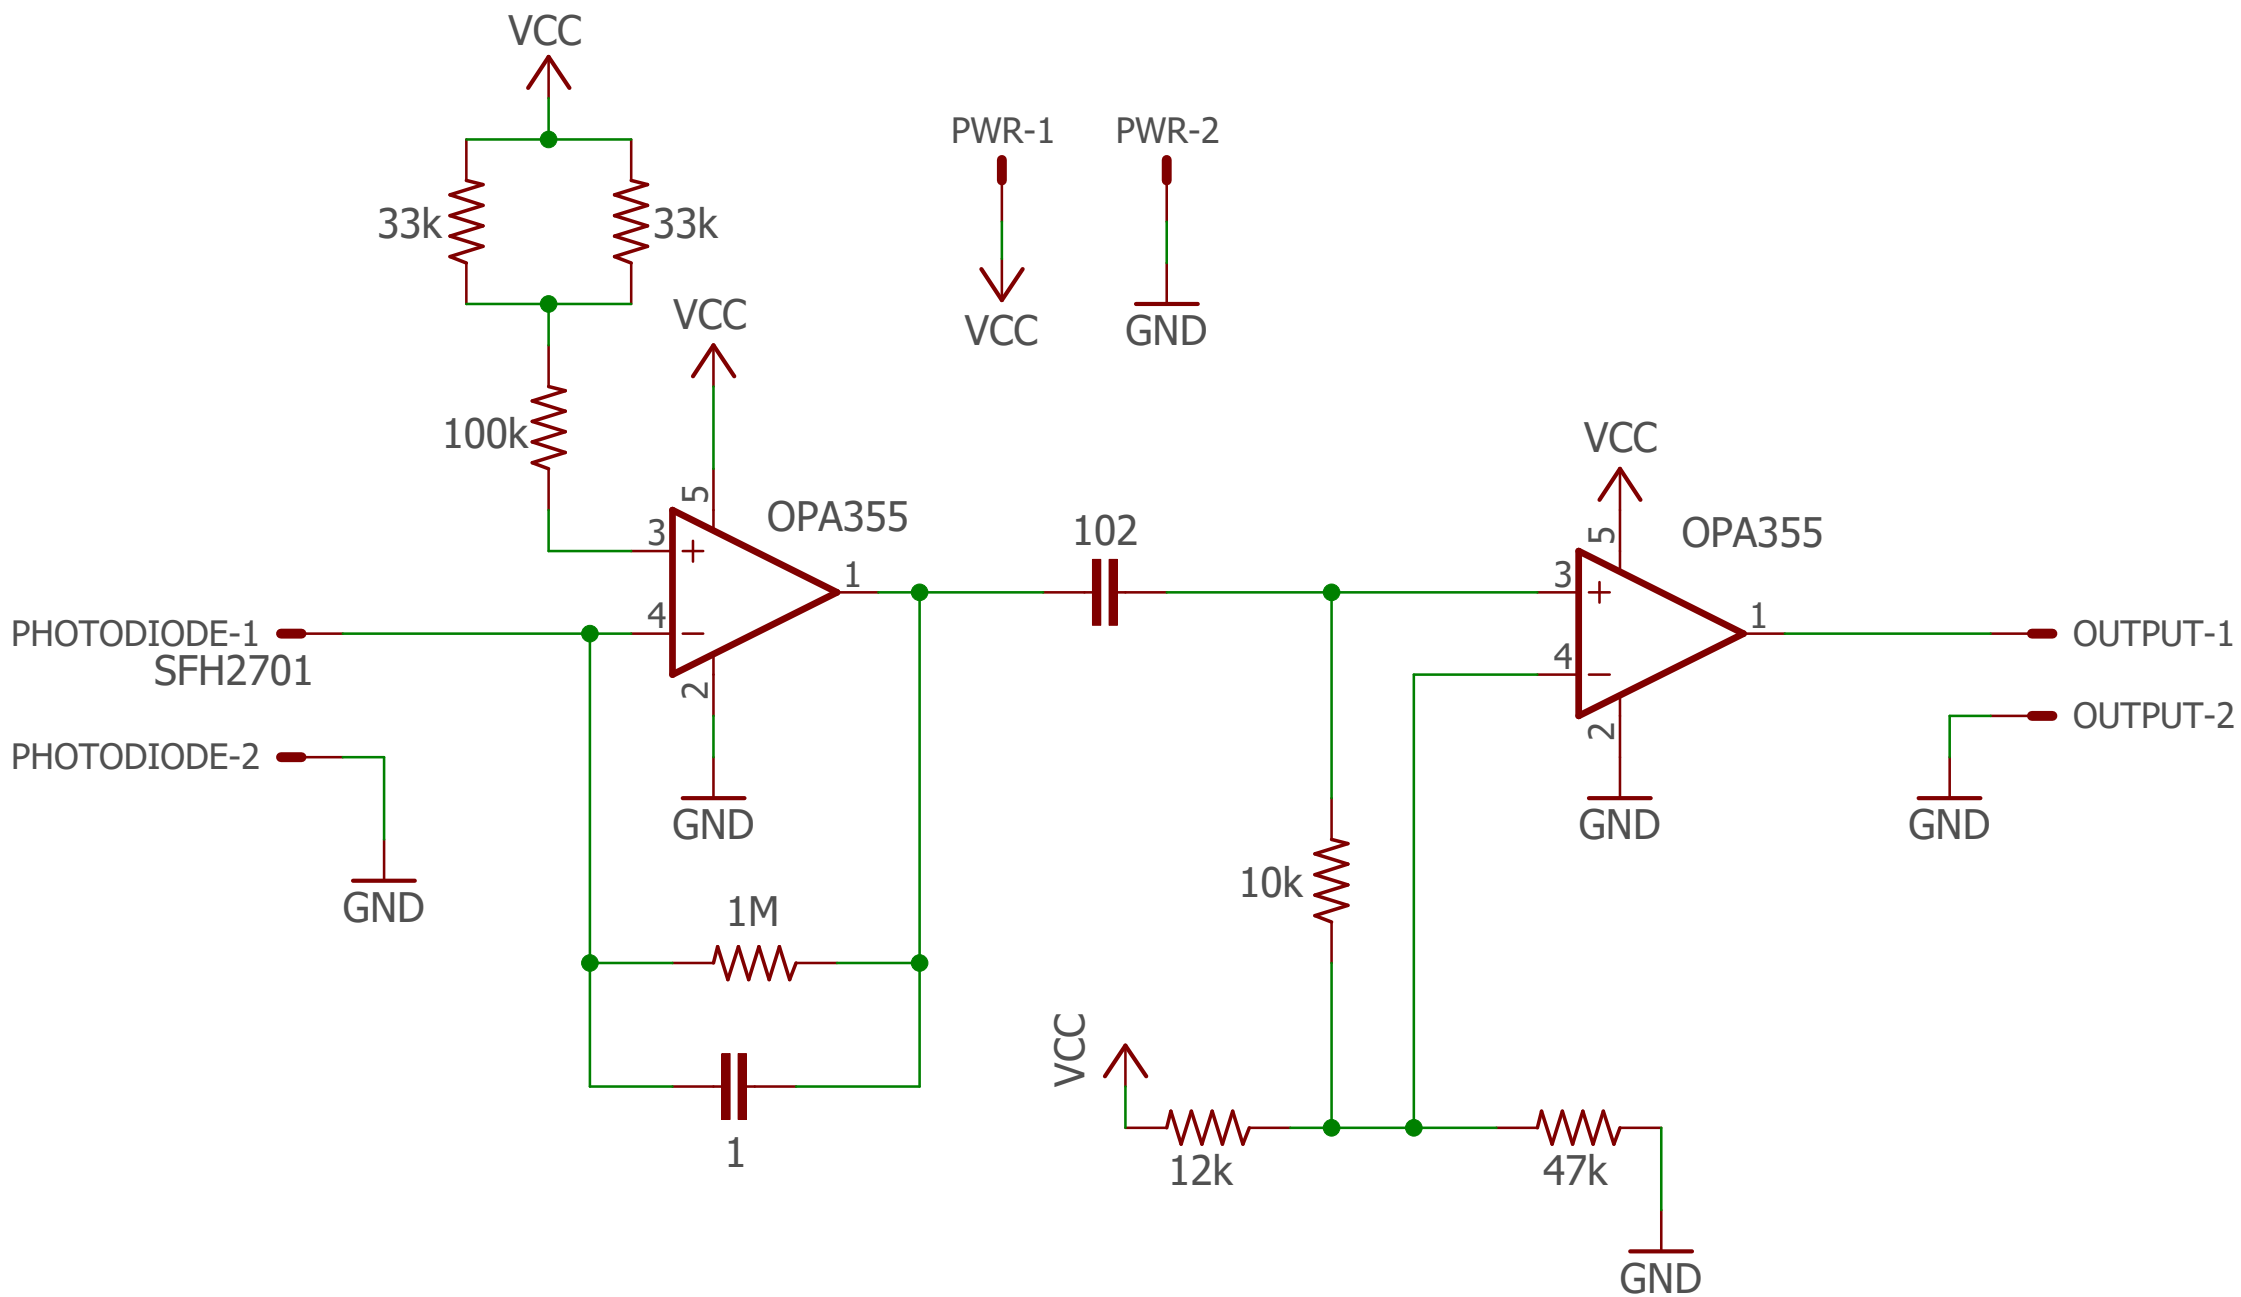 VCC
PWR-1
PWR-2
33k
33k
VCC
VCC
GND
100k
VCC
5
OPA355
3
1
4
2
GND
102
5
OPA355
3
1
4
2
GND
PHOTODIODE-1
SFH2701
PHOTODIODE-2
GND
OUTPUT-1
OUTPUT-2
GND
1M
1
10k
VCC
12k
47k
GND